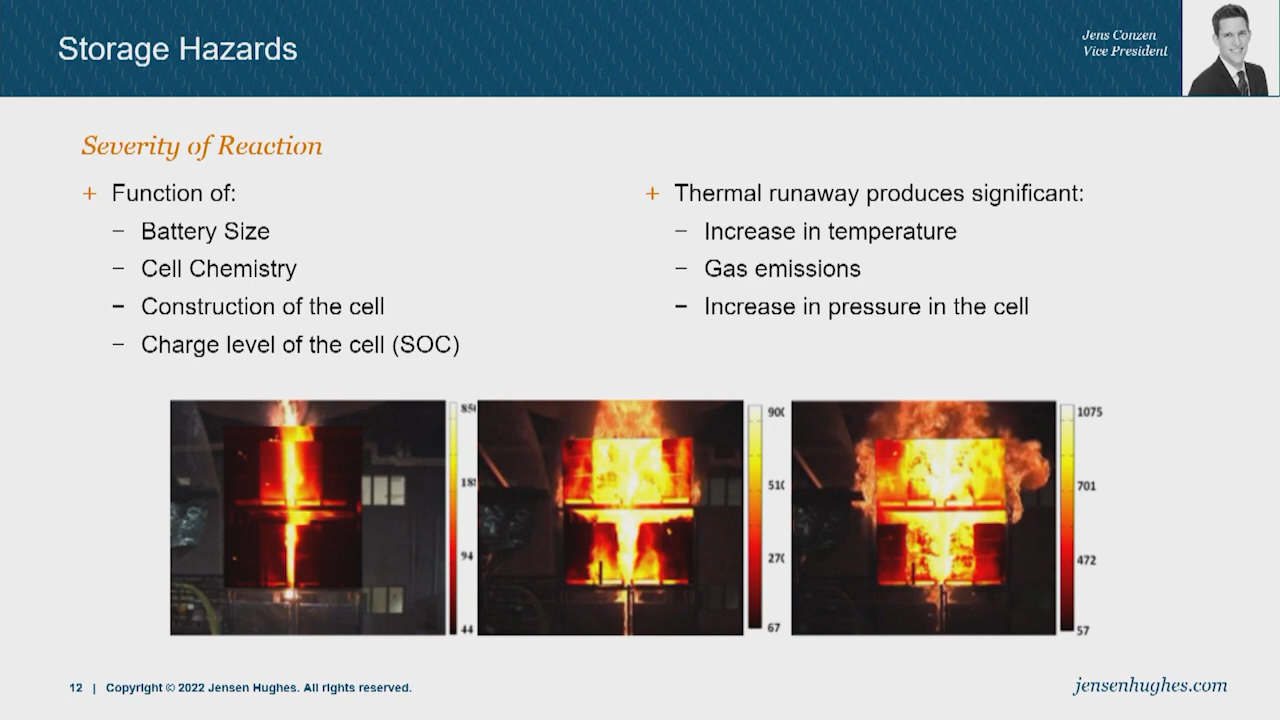 Storage Hazards
Jens Conzen
Vice President
Severity of Reaction
+ Function of:
– Battery Size
– Cell Chemistry
– Construction of the cell
– Charge level of the cell (SOC)
+ Thermal runaway produces significant:
– Increase in temperature
– Gas emissions
– Increase in pressure in the cell
94
44
67
1075
701
472
57
12 | Copyright © 2022 Jensen Hughes. All rights reserved.
jensenhughes.com